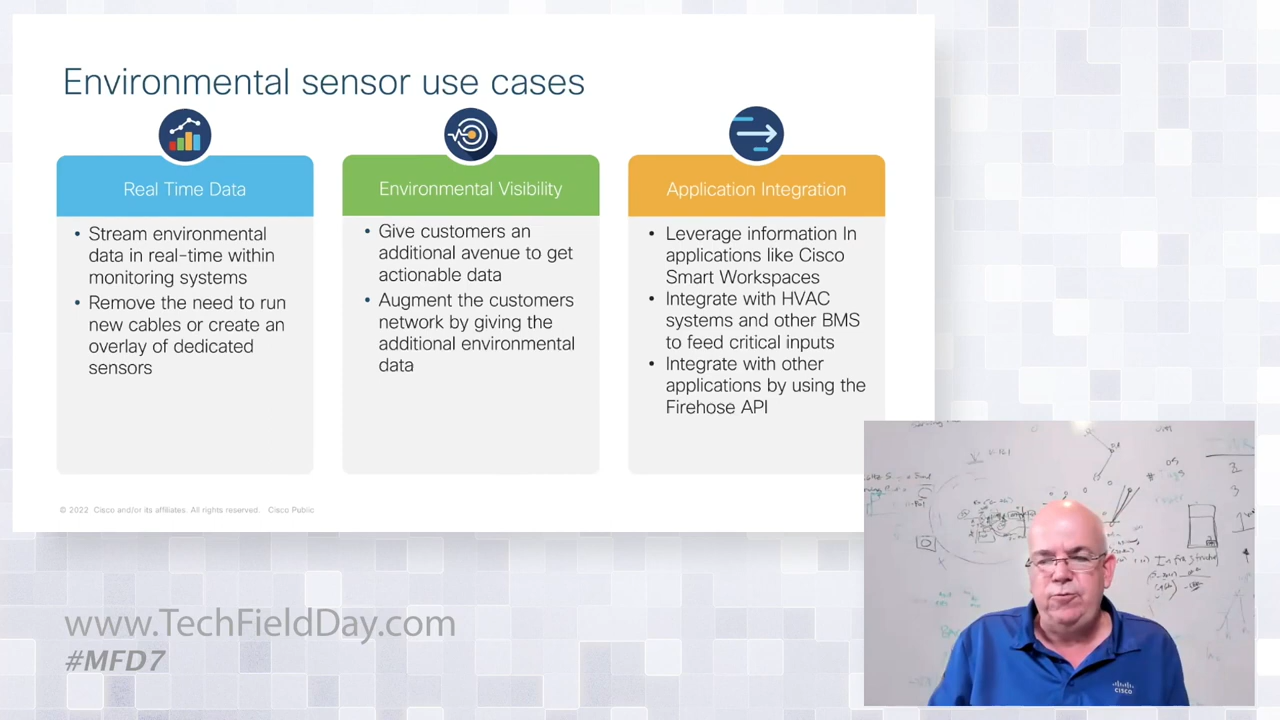 Environmental sensor use cases
Real Time Data
• Stream environmental
data in real-time within
monitoring systems
• Remove the need to run
new cables or create an
overlay of dedicated
sensors
Environmental Visibility
• Give customers an
additional avenue to get
actionable data
• Augment the customers
network by giving the
additional environmental
data
Application Integration
• Leverage information In
applications like Cisco
Smart Workspaces
• Integrate with HVAC
systems and other BMS
to feed critical inputs
• Integrate with other
applications by using the
Firehose API
© 2022 Cisco and/or its affiliates. All rights reserved. Cisco Public
www.TechFieldDay.com
#MFD7
CISCO